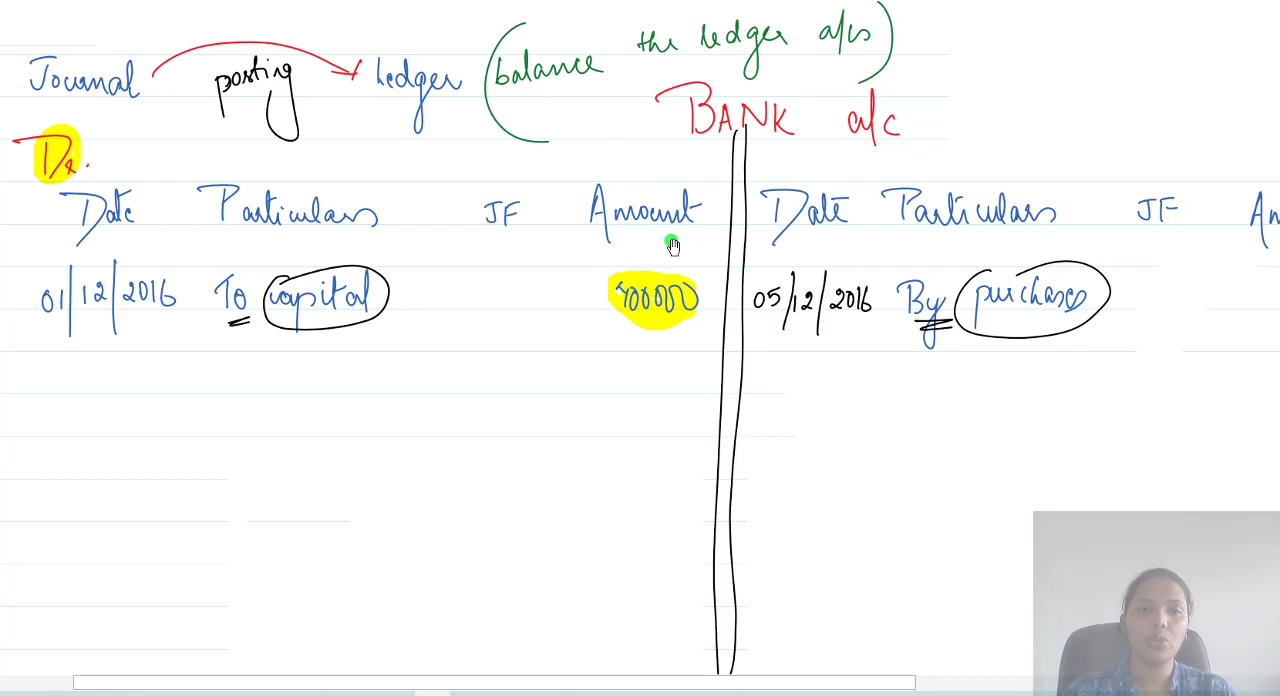 the ledger a/cs
Journal posting ledger (balance
BANK a/c
Dr.
Date Particulars JF Amount Date Particulars JF Am
01/12/2016 To capital 400000 05/12/2016 By purchases